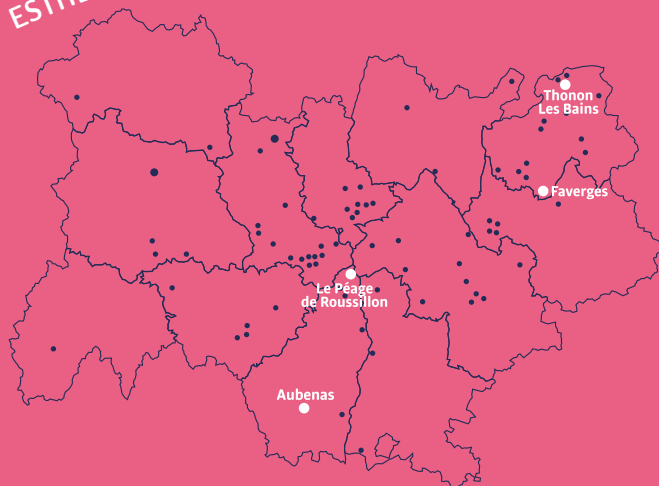 Thonon
Les Bains
Faverges
Le Péage
de Roussillon
Aubenas